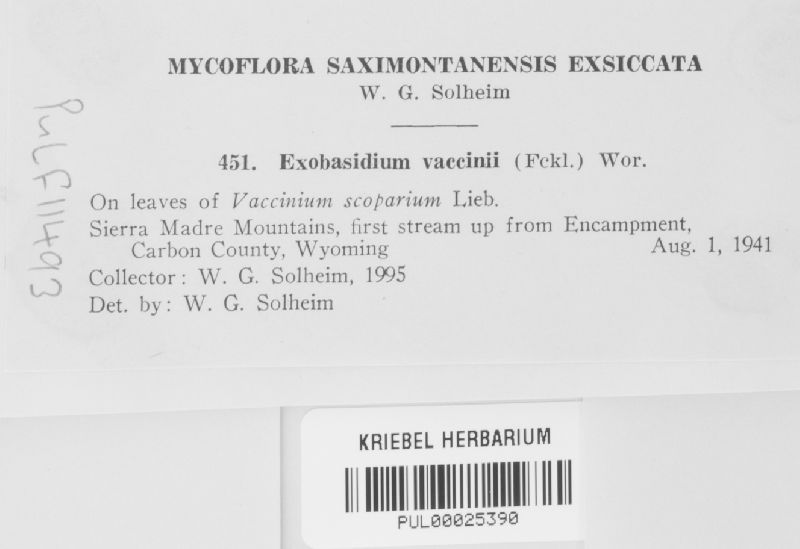 MYCOFLORA SAXIMONTANENSIS EXSICCATA
W. G. Solheim
451. Exobasidium vaccinii (Fckl.) Wor.
On leaves of Vaccinium scoparium Lieb.
Sierra Madre Mountains, first stream up from Encampment,
Carbon County, Wyoming Aug. 1, 1941
Collector: W. G. Solheim, 1995
Det. by: W. G. Solheim
PULF11493
KRIEBEL HERBARIUM
PUL00025390